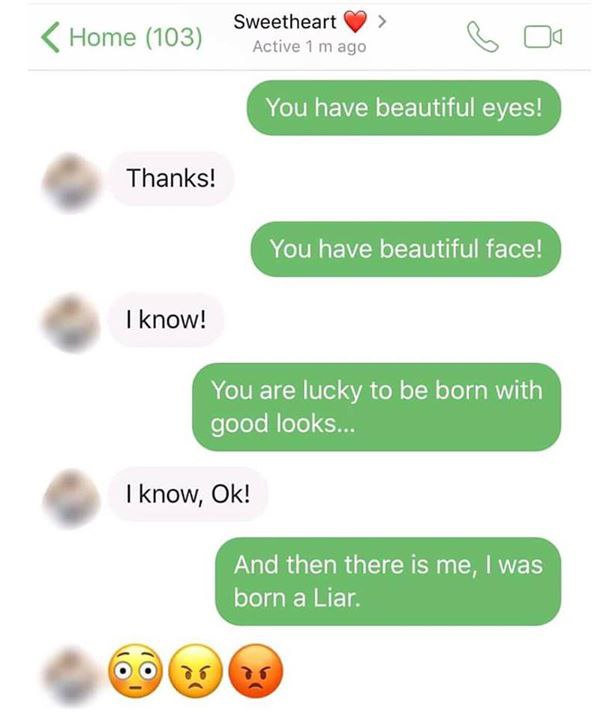 Home (103)
Sweetheart ❤️ >
Active 1 m ago
You have beautiful eyes!
Thanks!
You have beautiful face!
I know!
You are lucky to be born with
good looks...
I know, Ok!
And then there is me, I was
born a Liar.
😳😠😡